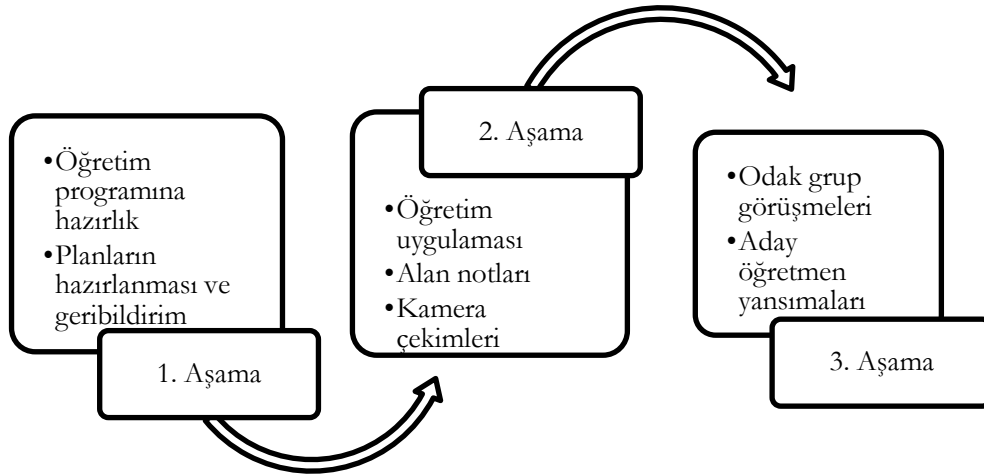 •Öğretim
programına
hazırlık
•Planların
hazırlanması ve
geribildirim
1. Aşama
2. Aşama
•Öğretim
uygulaması
•Alan notları
•Kamera
çekimleri
•Odak grup
görüşmeleri
•Aday
öğretmen
yansımaları
3. Aşama